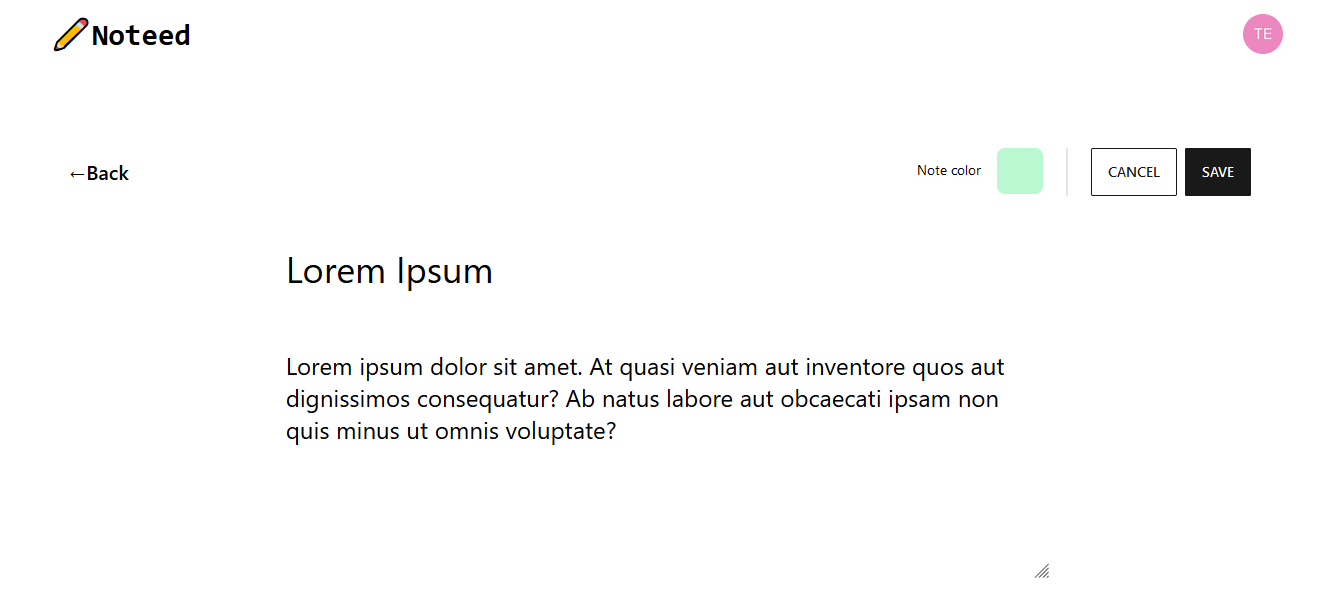 Noteed
TE
←Back
Note color
CANCEL
SAVE
Lorem Ipsum
Lorem ipsum dolor sit amet. At quasi veniam aut inventore quos aut
dignissimos consequatur? Ab natus labore aut obcaecati ipsam non
quis minus ut omnis voluptate?